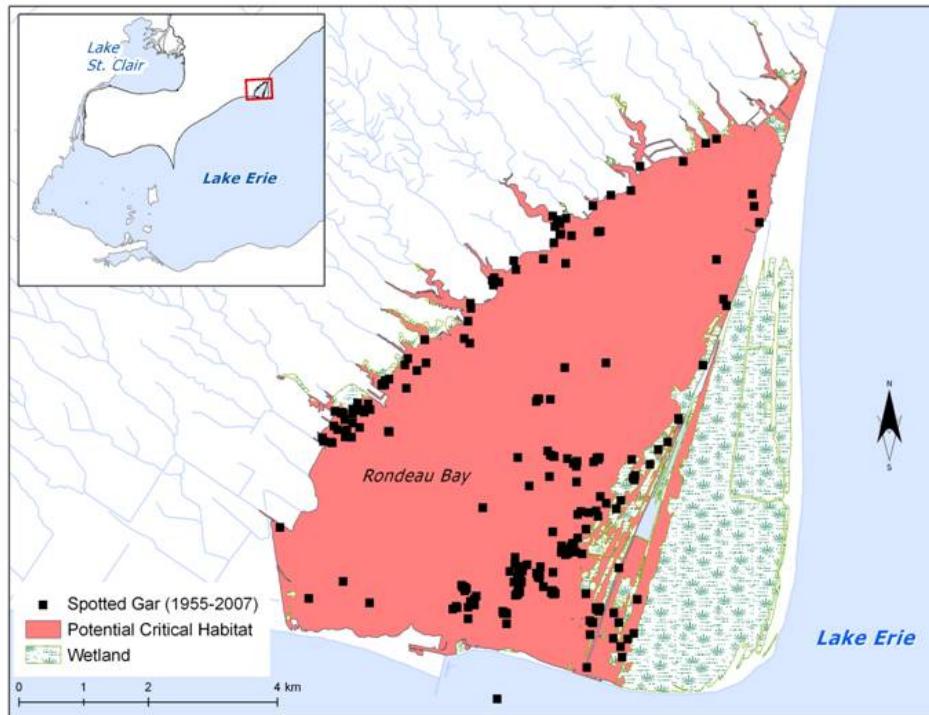 Lake
St. Clair
Lake Erie
Rondeau Bay
N
S
Spotted Gar (1955-2007)
Potential Critical Habitat
Wetland
Lake Erie
0 1 2 4 km